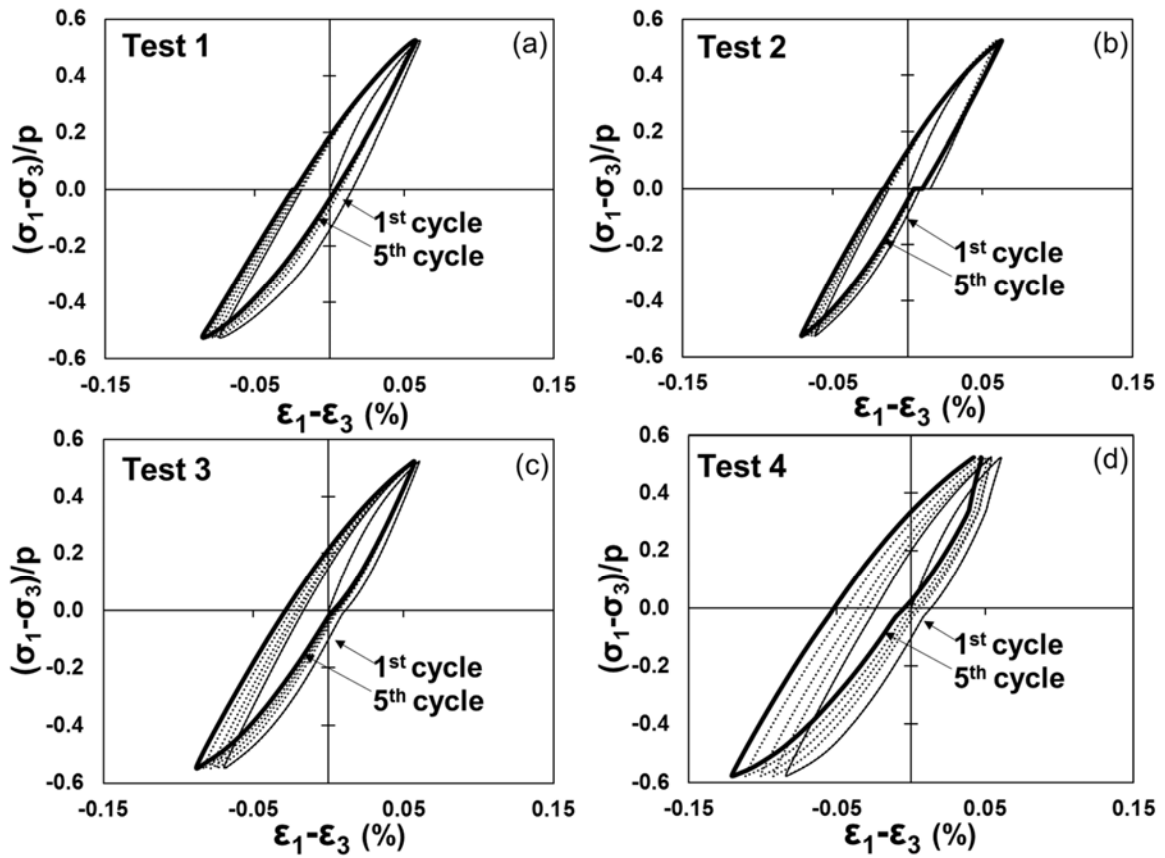 Test 1
(a)
0.6
0.4
0.2
0.0
-0.2
-0.4
-0.6
(σ₁-σ₃)/p
1st cycle
5th cycle
-0.15
-0.05
0.05
0.15
ε₁-ε₃ (%)
Test 2
(b)
0.6
0.4
0.2
0.0
-0.2
-0.4
-0.6
(σ₁-σ₃)/p
1st cycle
5th cycle
-0.15
-0.05
0.05
0.15
ε₁-ε₃ (%)
Test 3
(c)
0.6
0.4
0.2
0.0
-0.2
-0.4
-0.6
(σ₁-σ₃)/p
1st cycle
5th cycle
-0.15
-0.05
0.05
0.15
ε₁-ε₃ (%)
Test 4
(d)
0.6
0.4
0.2
0.0
-0.2
-0.4
-0.6
(σ₁-σ₃)/p
1st cycle
5th cycle
-0.15
-0.05
0.05
0.15
ε₁-ε₃ (%)